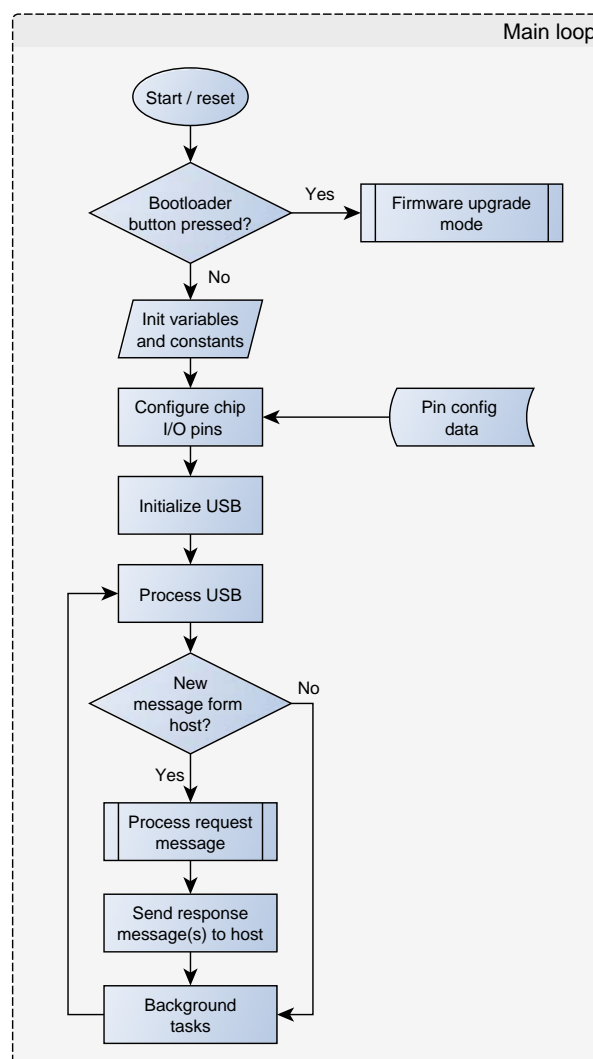 Main loop
Start / reset
Bootloader
button pressed?
Yes
Firmware upgrade
mode
No
Init variables
and constants
Configure chip
I/O pins
Pin config
data
Initialize USB
Process USB
New
message form
host?
No
Yes
Process request
message
Send response
message(s) to host
Background
tasks